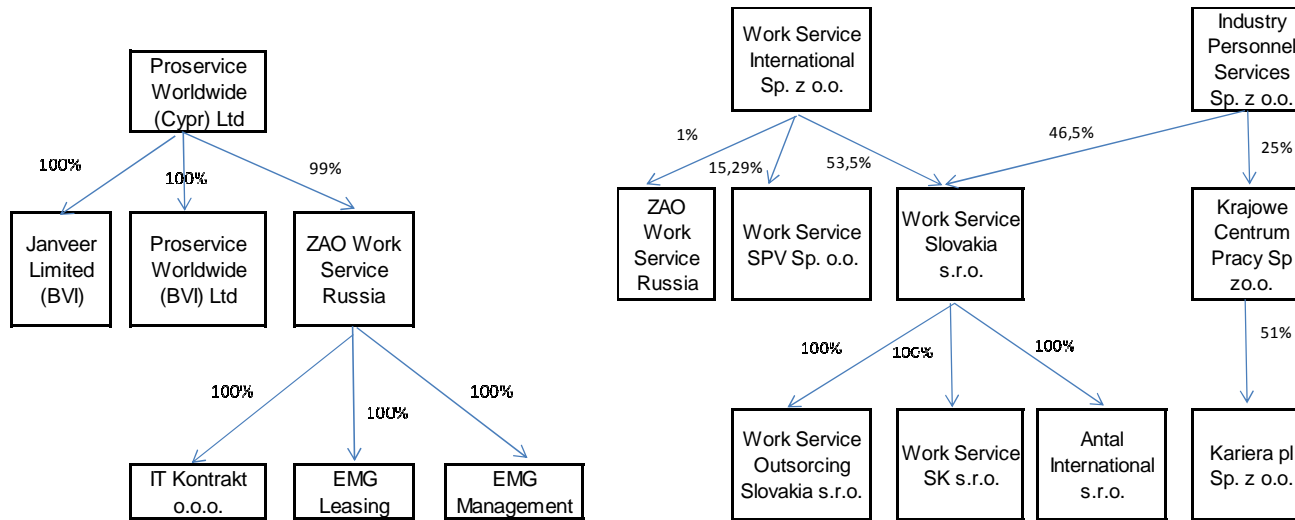 Proservice
Worldwide
(Cypr) Ltd
100%
100%
99%
Janveer
Limited
(BVI)
Proservice
Worldwide
(BVI) Ltd
ZAO Work
Service
Russia
100%
100%
100%
IT Kontrakt
o.o.o.
EMG
Leasing
EMG
Management
Work Service
International
Sp. z o.o.
Industry
Personnel
Services
Sp. z o.o.
1%
15,29%
53,5%
46,5%
25%
ZAO
Work
Service
Russia
Work Service
SPV Sp. o.o.
Work Service
Slovakia
s.r.o.
Krajowe
Centrum
Pracy Sp
zo.o.
100%
100%
100%
51%
Work Service
Outsorcing
Slovakia s.r.o.
Work Service
SK s.r.o.
Antal
International
s.r.o.
Kariera pl
Sp. z o.o.